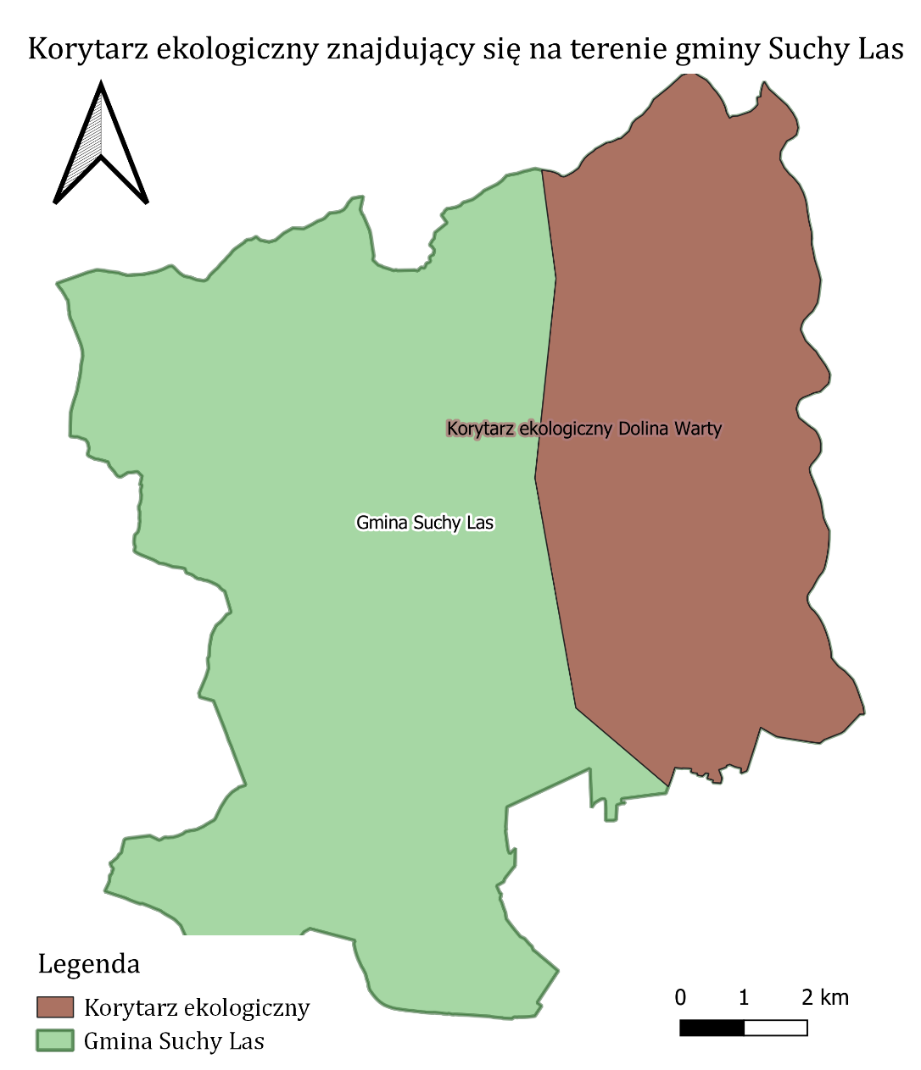 Korytarz ekologiczny znajdujący się na terenie gminy Suchy Las
Korytarz ekologiczny Dolina Warty
Gmina Suchy Las
Legenda
Korytarz ekologiczny
Gmina Suchy Las
0 1 2 km